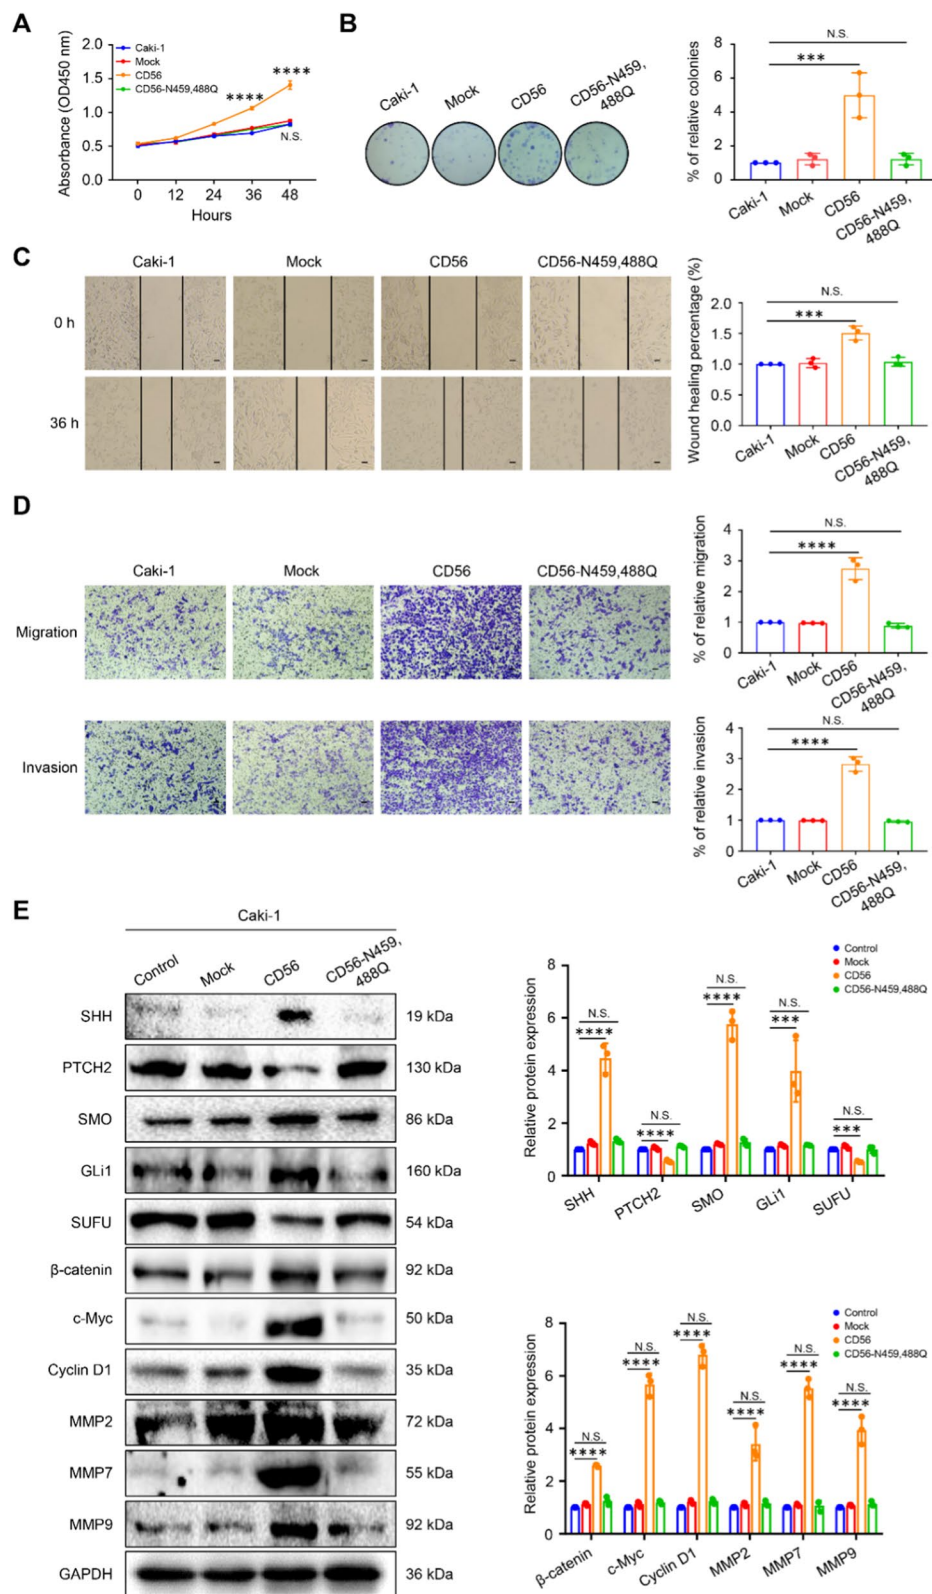 A
Absorbance (OD450 nm)
2.0
1.5
1.0
0.5
0.0
Caki-1
Mock
CD56
CD56-N459,488Q
****
****
N.S.
0
12
24
36
48
Hours
B
Caki-1
Mock
CD56
CD56-N459,
488Q
% of relative colonies
8
6
4
2
0
N.S.
***
Caki-1
Mock
CD56
CD56-N459,
488Q
C
Caki-1
Mock
CD56
CD56-N459,488Q
0 h
36 h
Wound healing percentage (%)
2.0
1.5
1.0
0.5
0.0
N.S.
***
Caki-1
Mock
CD56
CD56-N459,
488Q
D
Caki-1
Mock
CD56
CD56-N459,488Q
Migration
Invasion
% of relative migration
4
3
2
1
0
N.S.
****
Caki-1
Mock
CD56
CD56-N459,
488Q
% of relative invasion
4
3
2
1
0
N.S.
****
Caki-1
Mock
CD56
CD56-N459,
488Q
E
Caki-1
Control
Mock
CD56
CD56-N459,
488Q
SHH
19 kDa
PTCH2
130 kDa
SMO
86 kDa
GLi1
160 kDa
SUFU
54 kDa
β-catenin
92 kDa
c-Myc
50 kDa
Cyclin D1
35 kDa
MMP2
72 kDa
MMP7
55 kDa
MMP9
92 kDa
GAPDH
36 kDa
Relative protein expression
8
6
4
2
0
Control
Mock
CD56
CD56-N459,488Q
N.S.
****
N.S.
****
N.S.
****
N.S.
***
N.S.
***
SHH
PTCH2
SMO
GLi1
SUFU
Relative protein expression
8
6
4
2
0
Control
Mock
CD56
CD56-N459,488Q
N.S.
****
N.S.
****
N.S.
****
N.S.
****
N.S.
****
N.S.
****
β-catenin
c-Myc
Cyclin D1
MMP2
MMP7
MMP9